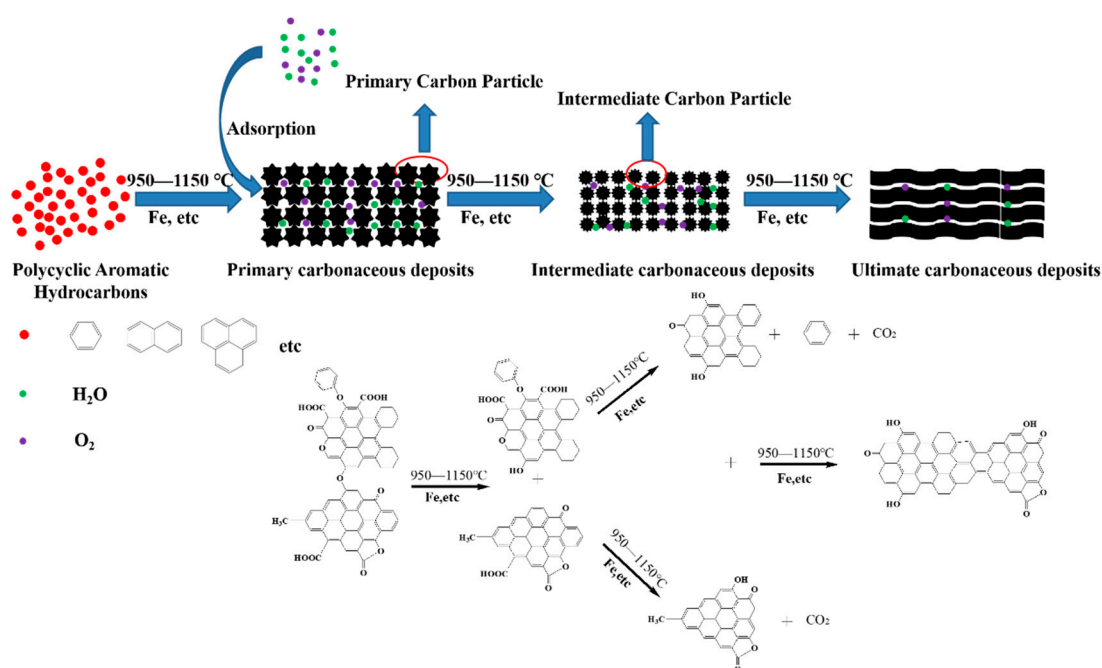 Primary Carbon Particle
Intermediate Carbon Particle
Adsorption
950—1150 ℃
Fe, etc
950—1150 ℃
Fe, etc
950—1150 ℃
Fe, etc
Polycyclic Aromatic
Hydrocarbons
Primary carbonaceous deposits
Intermediate carbonaceous deposits
Ultimate carbonaceous deposits
etc
H₂O
O₂
COOH
HOOC
O
O
O
O
O
H₃C
HOOC
O
O
950—1150℃
Fe,etc
O
COOH
HOOC
O
O
HO
+
O
H₃C
HOOC
O
O
950—1150℃
Fe,etc
HO
O
HO
+
+
CO₂
950—1150℃
Fe,etc
OH
O
H₃C
O
O
+
CO₂
+
950—1150℃
Fe,etc
HO
OH
O
O
HO
O
O